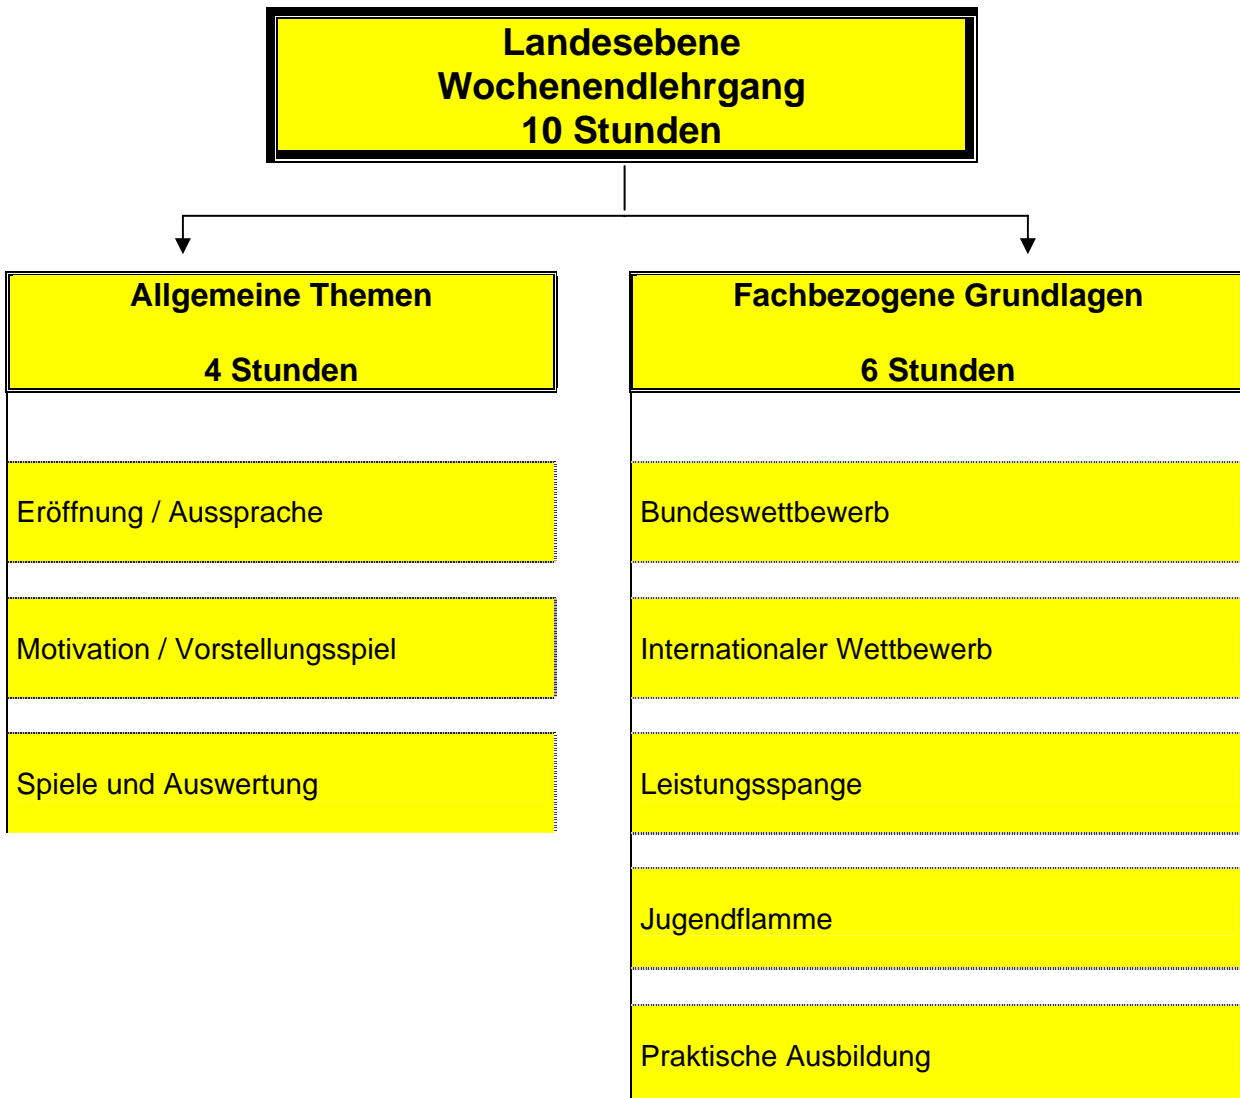 Landesebene
Wochenendlehrgang
10 Stunden
Allgemeine Themen
4 Stunden
Eröffnung / Aussprache
Motivation / Vorstellungsspiel
Spiele und Auswertung
Fachbezogene Grundlagen
6 Stunden
Bundeswettbewerb
Internationaler Wettbewerb
Leistungsspange
Jugendflamme
Praktische Ausbildung